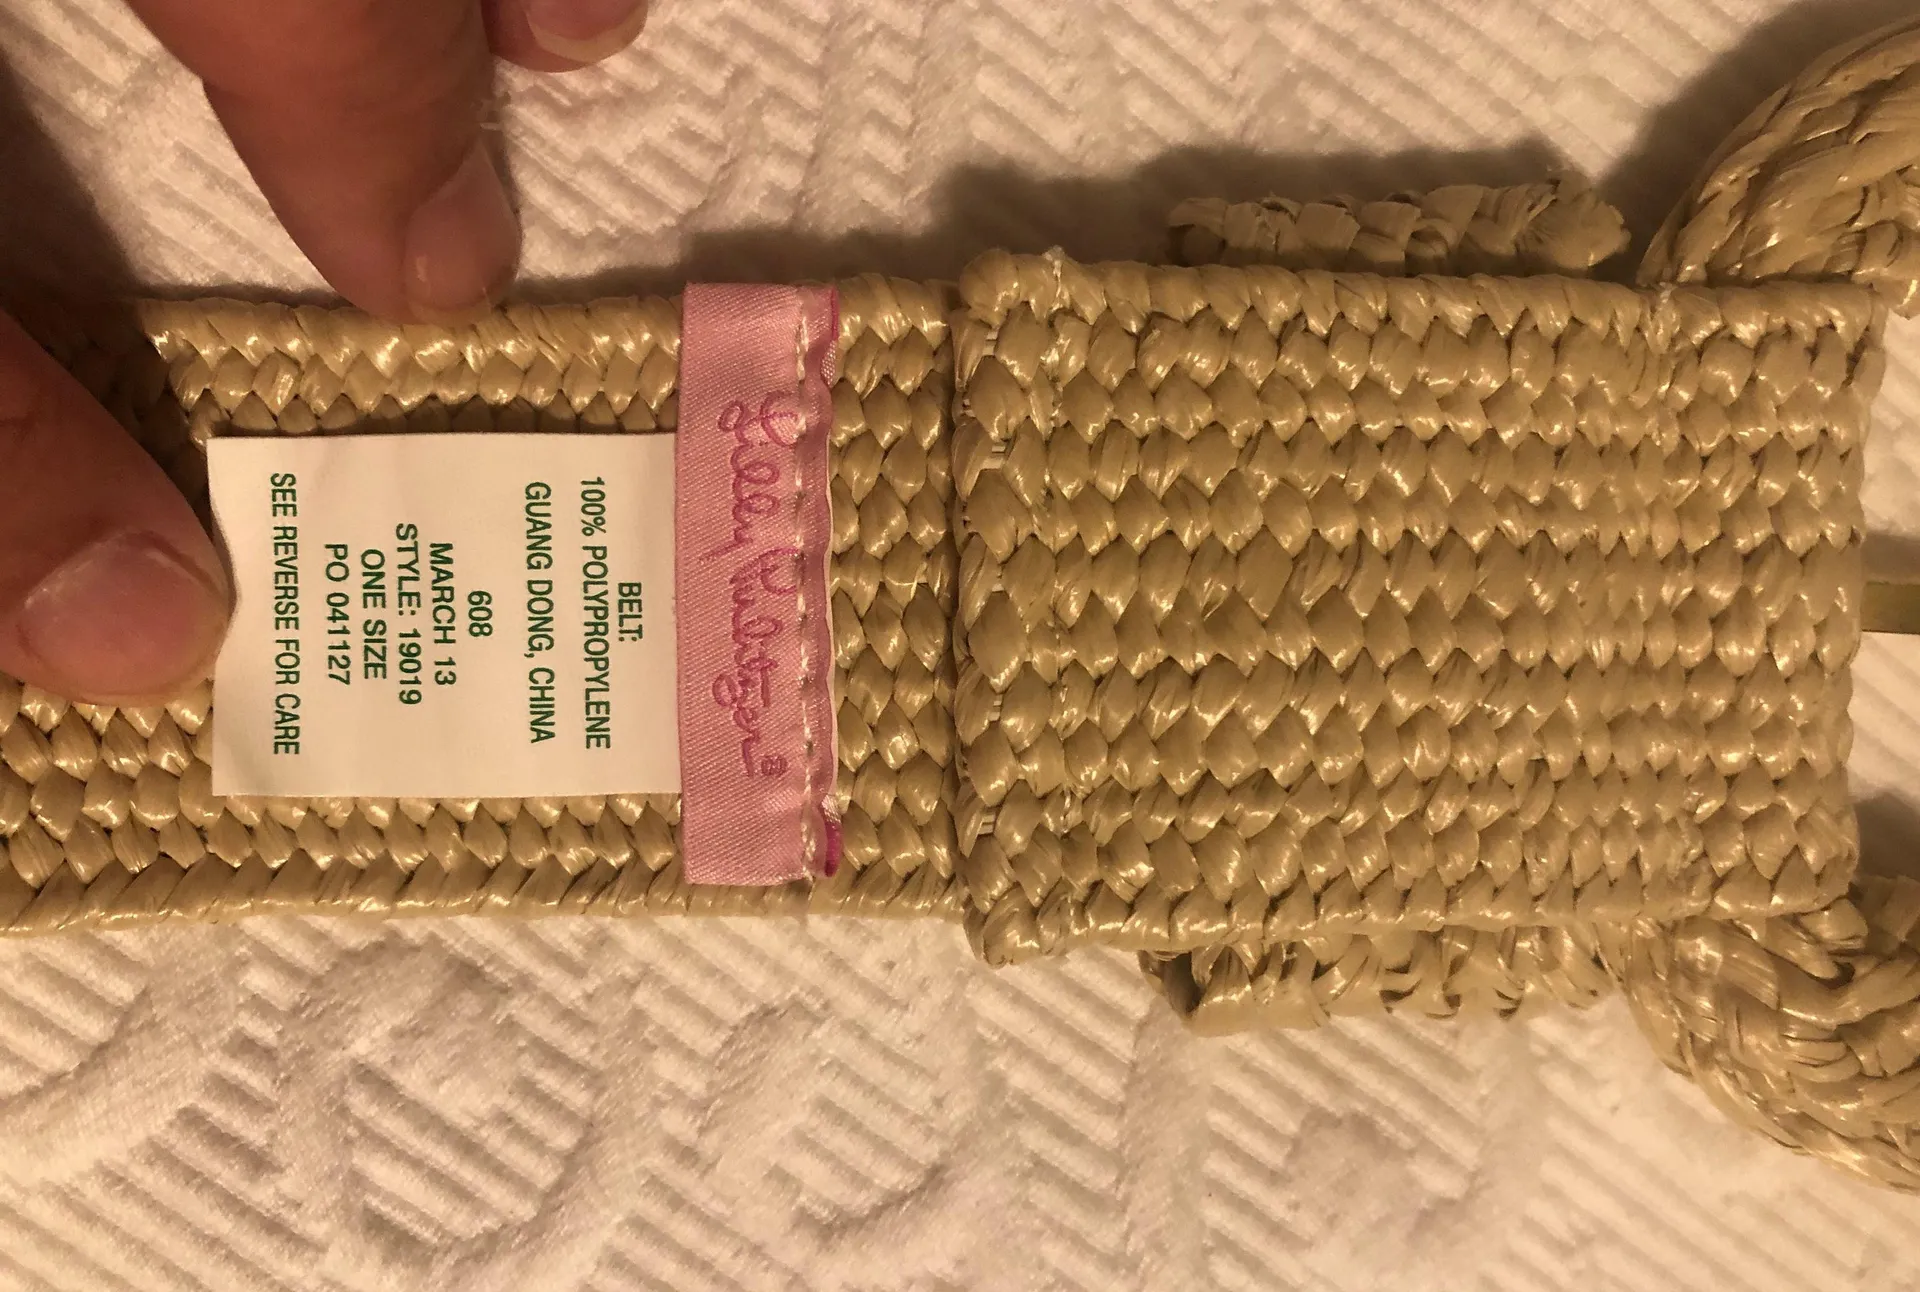 Lilly Pulitzer®
BELT:
100% POLYPROPYLENE
GUANG DONG, CHINA
608
MARCH 13
STYLE: 19019
ONE SIZE
PO 041127
SEE REVERSE FOR CARE